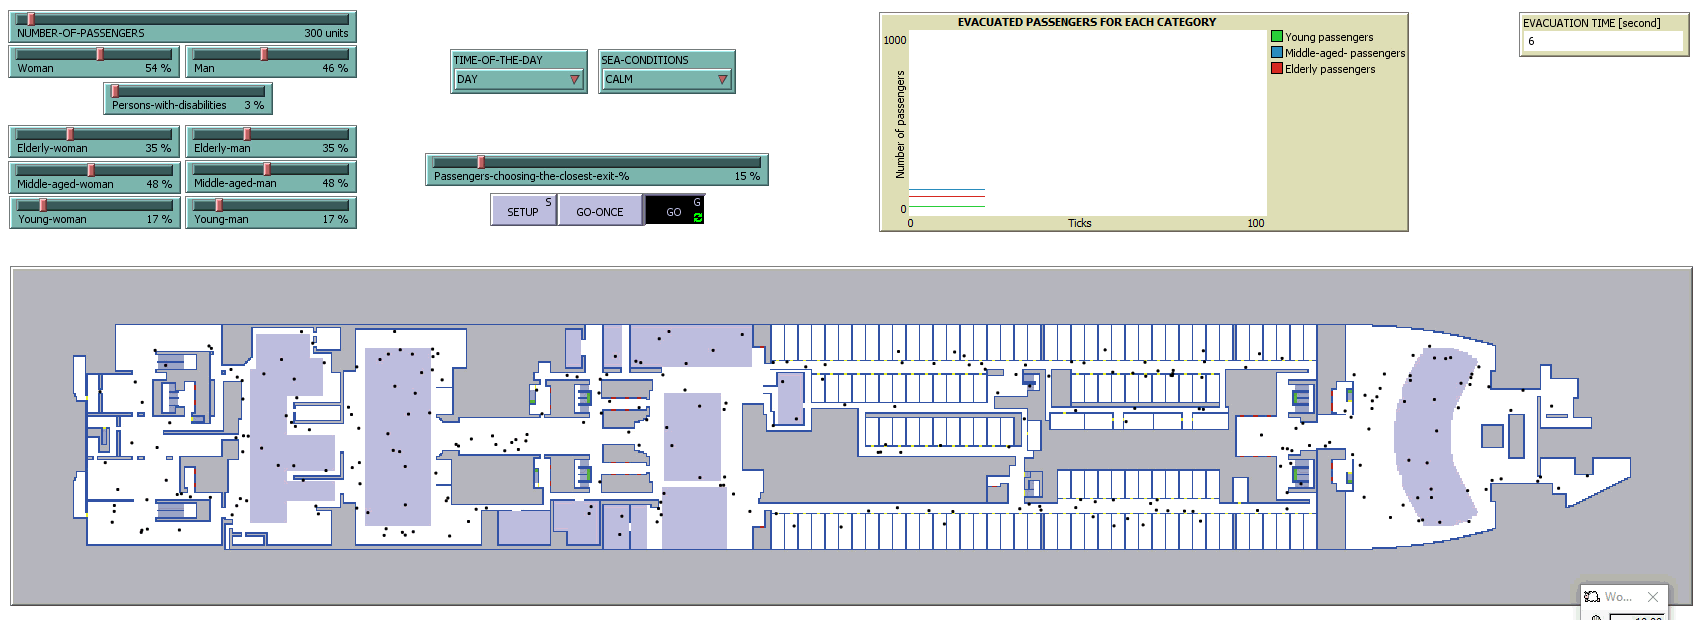 NUMBER-OF-PASSENGERS 300 units
Woman 54 %
Man 46 %
Persons-with-disabilities 3 %
Elderly-woman 35 %
Elderly-man 35 %
Middle-aged-woman 48 %
Middle-aged-man 48 %
Young-woman 17 %
Young-man 17 %
TIME-OF-THE-DAY
DAY
SEA-CONDITIONS
CALM
Passengers-choosing-the-closest-exit-% 15 %
SETUP S
GO-ONCE
GO G
EVACUATED PASSENGERS FOR EACH CATEGORY
1000
Number of passengers
0
0 Ticks 100
Young passengers
Middle-aged- passengers
Elderly passengers
EVACUATION TIME [second]
6
Wo...